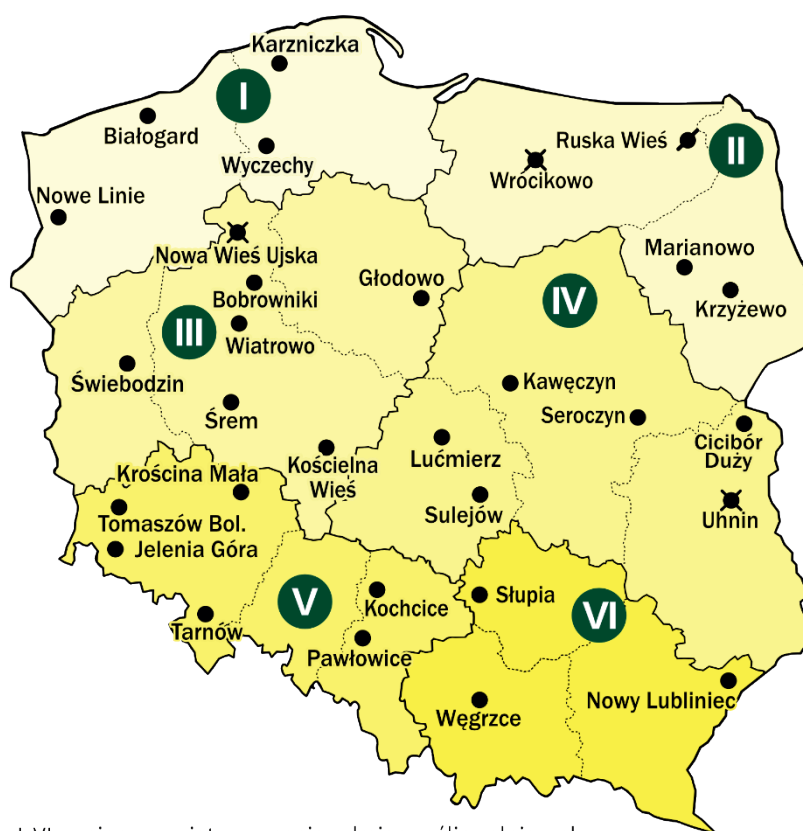 Karzniczka
I
Białogard
Wyczechy
Ruska Wieś
II
Wrócikowo
Nowe Linie
Nowa Wieś Ujska
Marianowo
Głodowo
Bobrowniki
IV
Krzyżewo
III
Wiatrowo
Świebodzin
Kawęczyn
Śrem
Seroczyn
Cicibór
Duży
Lućmierz
Kościelna
Wieś
Krościna Mała
Sulejów
Uhnin
Tomaszów Bol.
Jelenia Góra
V
Kochcice
Słupia
VI
Tarnów
Pawłowice
Nowy Lubliniec
Węgrzce